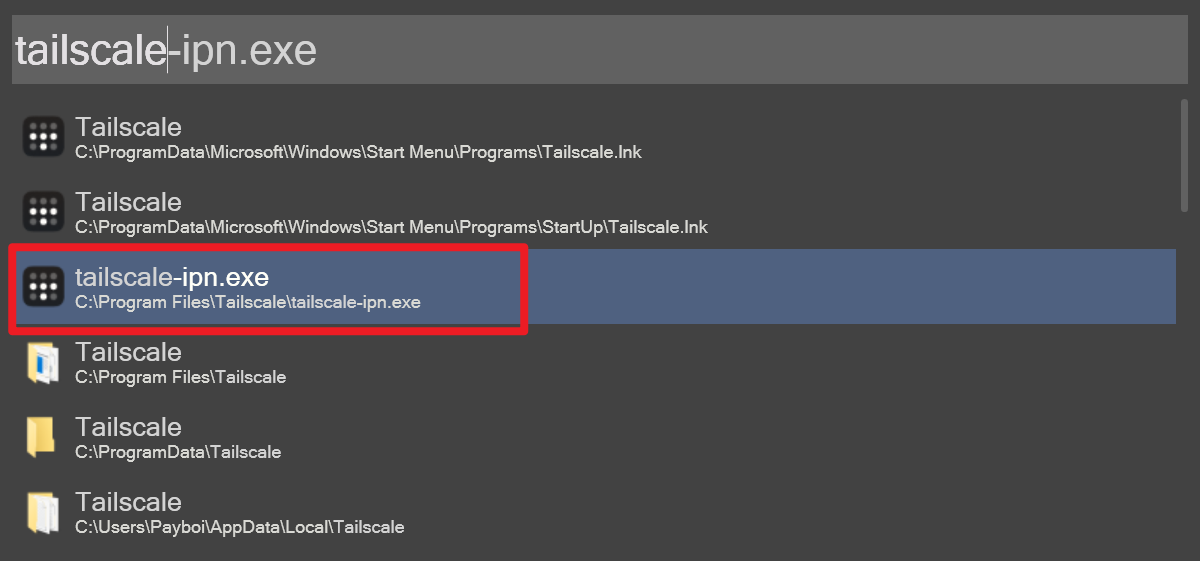 tailscale-ipn.exe
Tailscale
C:\ProgramData\Microsoft\Windows\Start Menu\Programs\Tailscale.lnk
Tailscale
C:\ProgramData\Microsoft\Windows\Start Menu\Programs\StartUp\Tailscale.lnk
tailscale-ipn.exe
C:\Program Files\Tailscale\tailscale-ipn.exe
Tailscale
C:\Program Files\Tailscale
Tailscale
C:\ProgramData\Tailscale
Tailscale
C:\Users\Payboi\AppData\Local\Tailscale